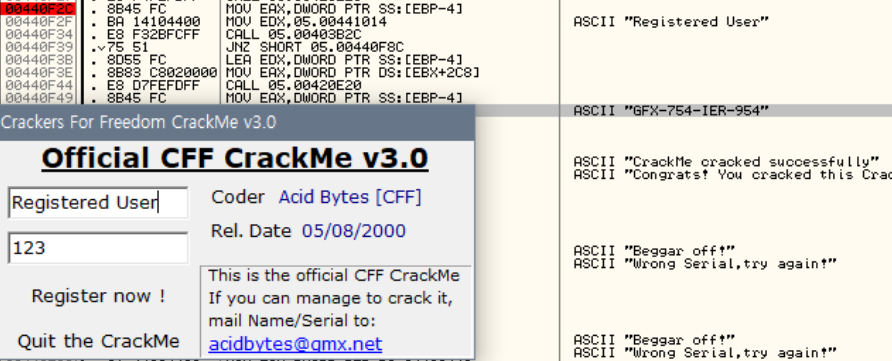 00440F2C . 8B45 FC MOV EAX,DWORD PTR SS:[EBP-4]
00440F2F . BA 14104400 MOV EDX,05.00441014 ASCII "Registered User"
00440F34 . E8 F32BFCFF CALL 05.00403B2C
00440F39 .v75 51 JNZ SHORT 05.00440F8C
00440F3B . 8D55 FC LEA EDX,DWORD PTR SS:[EBP-4]
00440F3E . 8B83 C8020000 MOV EAX,DWORD PTR DS:[EBX+2C8]
00440F44 . E8 D7FEFDFF CALL 05.00420E20
00440F49 . 8B45 FC MOV EAX,DWORD PTR SS:[EBP-4]
ASCII "GFX-754-IER-954"
Crackers For Freedom CrackMe v3.0
Official CFF CrackMe v3.0
ASCII "CrackMe cracked successfully"
ASCII "Congrats! You cracked this Crac
Registered User
Coder Acid Bytes [CFF]
Rel. Date 05/08/2000
123
ASCII "Beggar off!"
ASCII "Wrong Serial,try again!"
This is the official CFF CrackMe
If you can manage to crack it,
mail Name/Serial to:
acidbytes@gmx.net
Register now !
Quit the CrackMe
ASCII "Beggar off!"
ASCII "Wrong Serial,try again!"